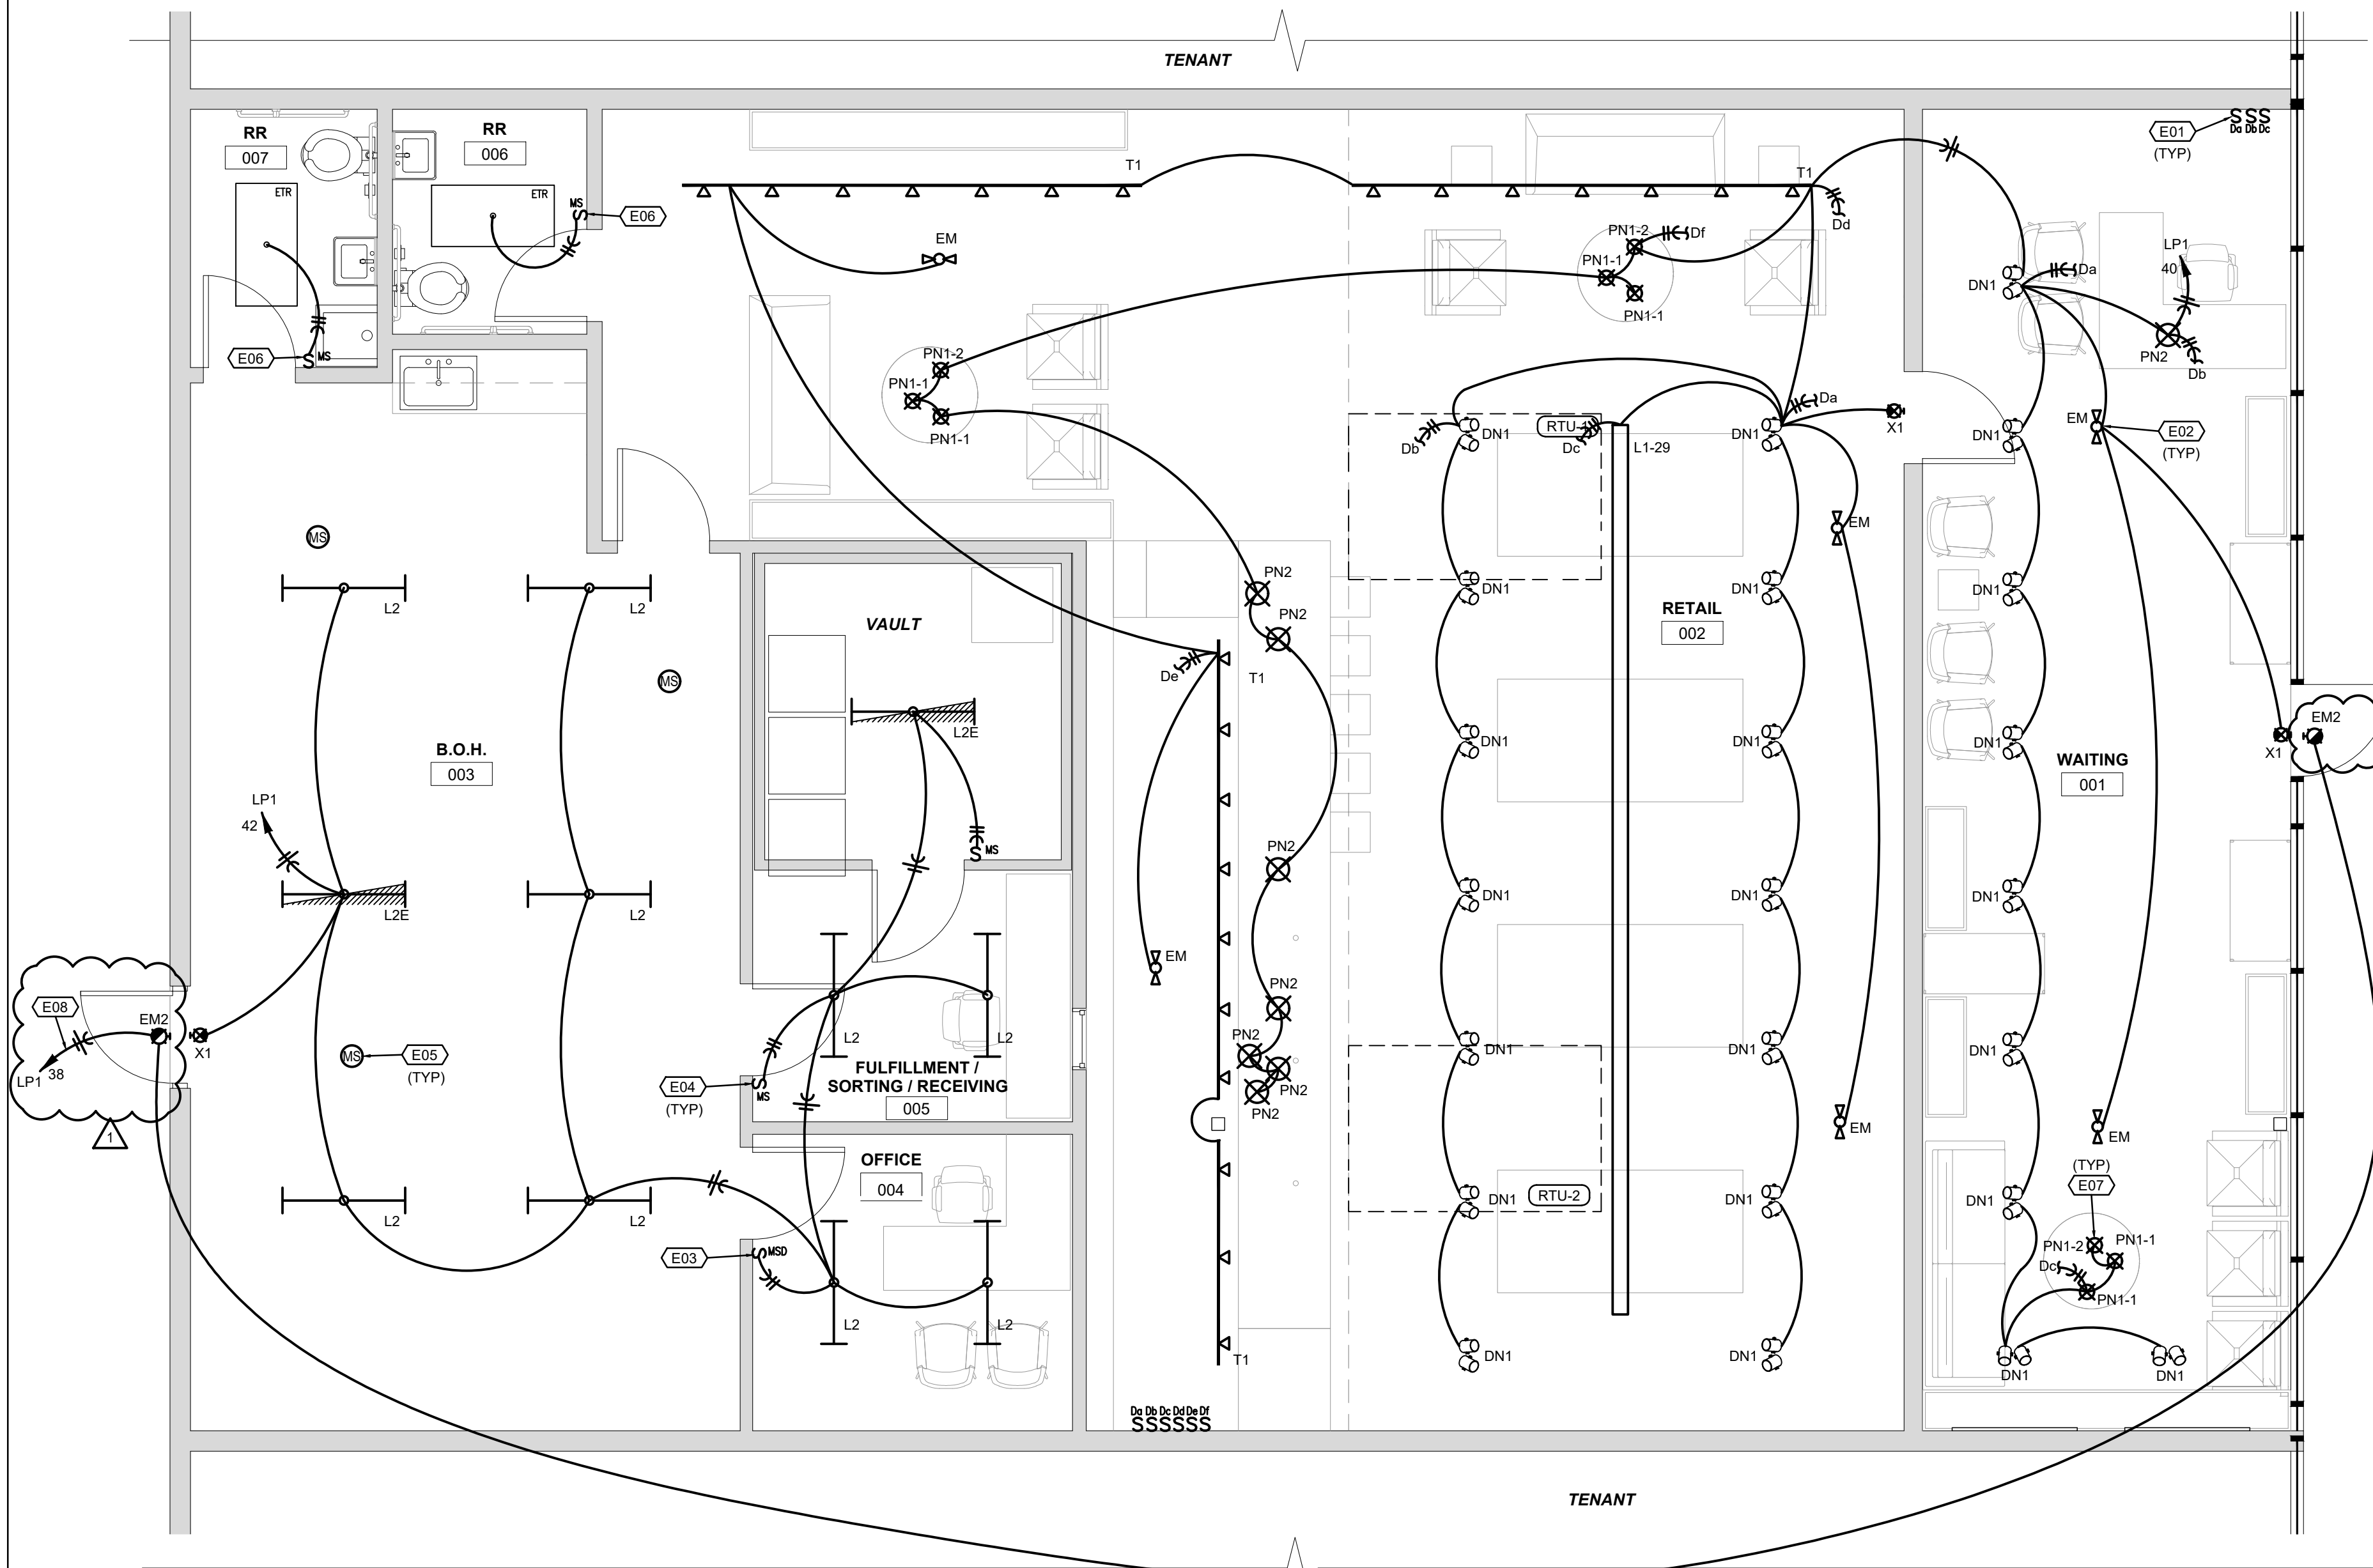 TENANT
RR
007
RR
006
ETR
ETR
MS
E06
E06
MS
T1
T1
E01
(TYP)
SSS
Da Db Dc
EM
PN1-2
Df
PN1-1
PN1-1
Dd
DN1
Da
LP1
40
PN2
Db
PN1-2
PN1-1
PN1-1
Da
X1
EM
E02
(TYP)
Db
DN1
RTU-1
Dc
L1-29
DN1
DN1
MS
L2
L2
VAULT
PN2
PN2
DN1
RETAIL
002
DN1
DN1
EM
MS
De
T1
L2E
B.O.H.
003
DN1
DN1
DN1
WAITING
001
X1
EM2
LP1
42
S MS
PN2
L2E
L2
DN1
DN1
DN1
EM
E08
EM2
X1
LP1
38
MS
E05
(TYP)
1
L2
L2
FULFILLMENT /
SORTING / RECEIVING
005
E04
(TYP)
S
MS
PN2
PN2
PN2
PN2
DN1
DN1
DN1
EM
EM
OFFICE
004
L2
L2
DN1
RTU-2
DN1
DN1
(TYP)
E07
PN1-2
PN1-1
Dc
PN1-1
E03
S MSD
L2
L2
T1
DN1
DN1
DN1
DN1
Da Db Dc Dd De Df
SSSSSS
TENANT